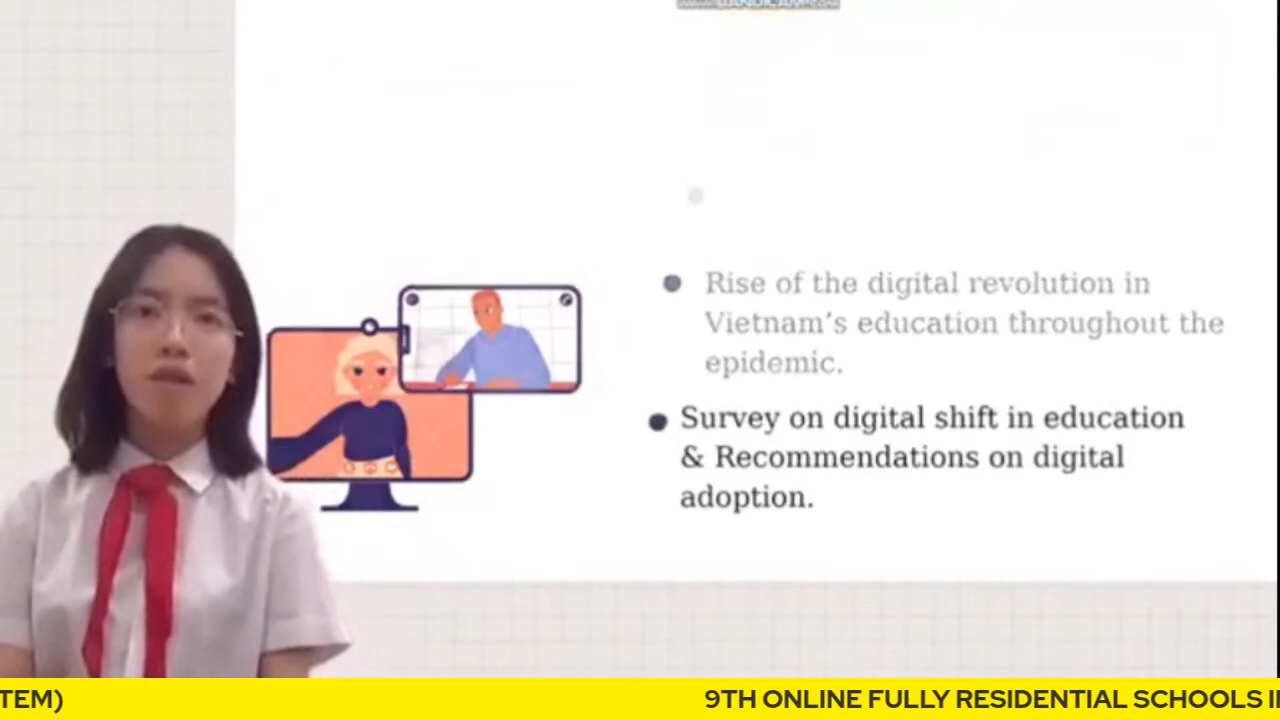 Rise of the digital revolution in
Vietnam’s education throughout the
epidemic.
Survey on digital shift in education
& Recommendations on digital
adoption.
TEM) 9TH ONLINE FULLY RESIDENTIAL SCHOOLS